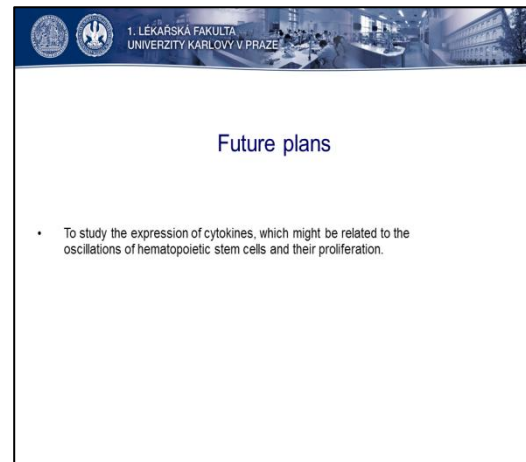 1. LÉKAŘSKÁ FAKULTA
UNIVERZITY KARLOVY V PRAZE
Future plans
• To study the expression of cytokines, which might be related to the
oscillations of hematopoietic stem cells and their proliferation.